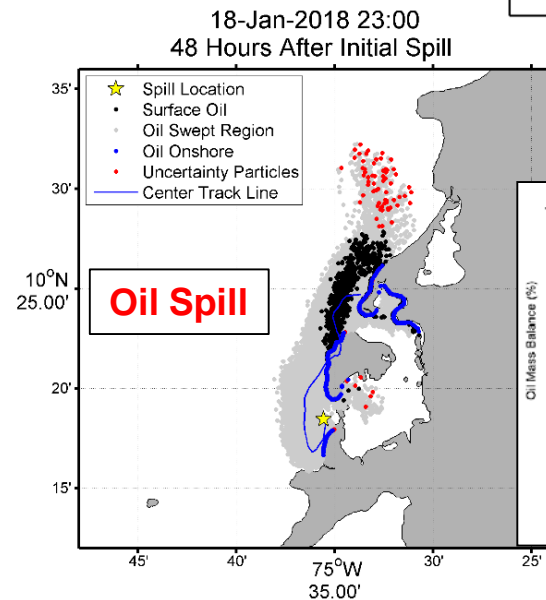 18-Jan-2018 23:00
48 Hours After Initial Spill
Spill Location
Surface Oil
Oil Swept Region
Oil Onshore
Uncertainty Particles
Center Track Line
Oil Spill
35'
30'
10°N
25.00'
20'
15'
45'
40'
75°W
35.00'
30'
25'
Oil Mass Balance (%)